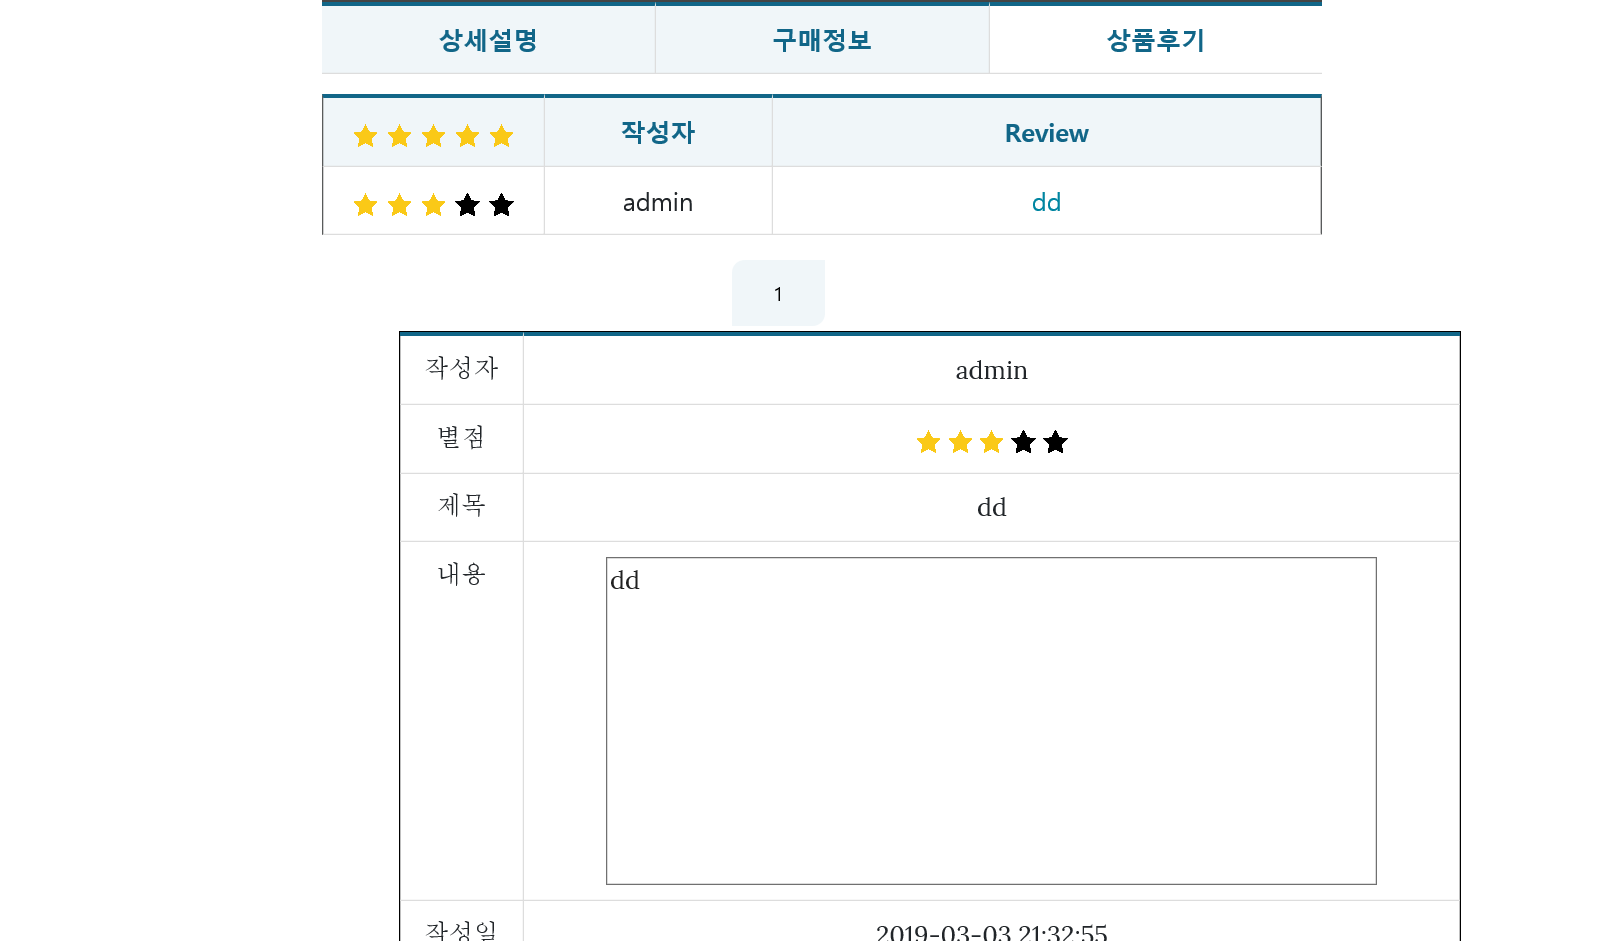 상세설명 구매정보 상품후기
작성자 Review
admin dd
1
작성자 admin
별점
제목 dd
내용 dd
작성일 2019-03-03 21:32:55